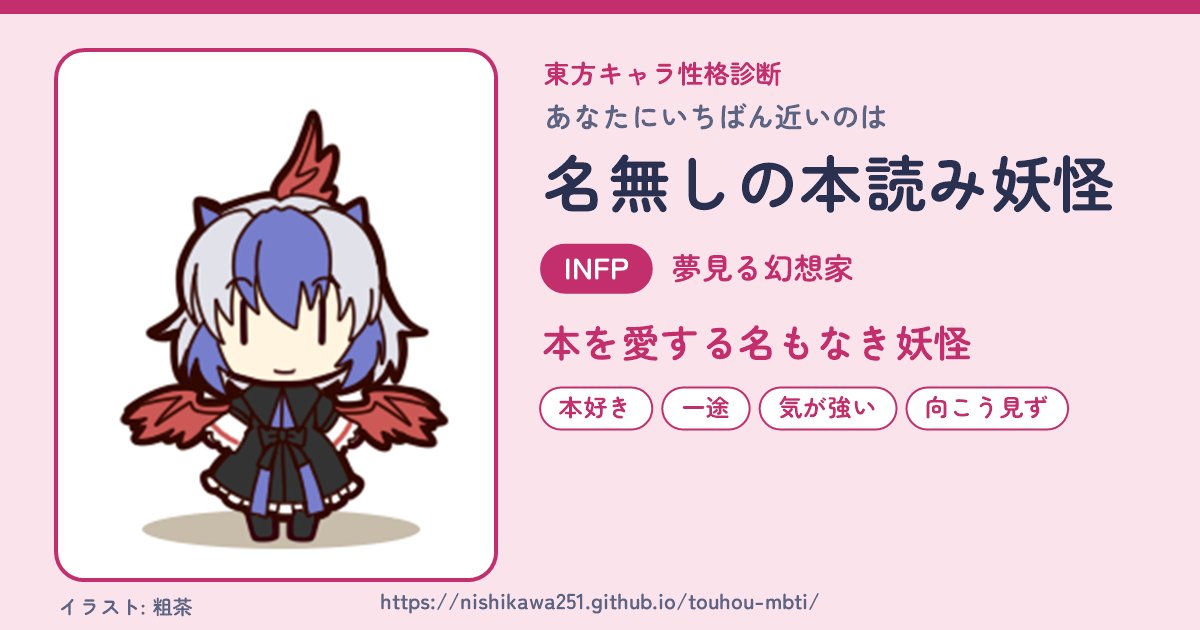 東方キャラ性格診断
あなたにいちばん近いのは
名無しの本読み妖怪
INFP 夢見る幻想家
本を愛する名もなき妖怪
本好き 一途 気が強い 向こう見ず
イラスト: 粗茶
https://nishikawa251.github.io/touhou-mbti/